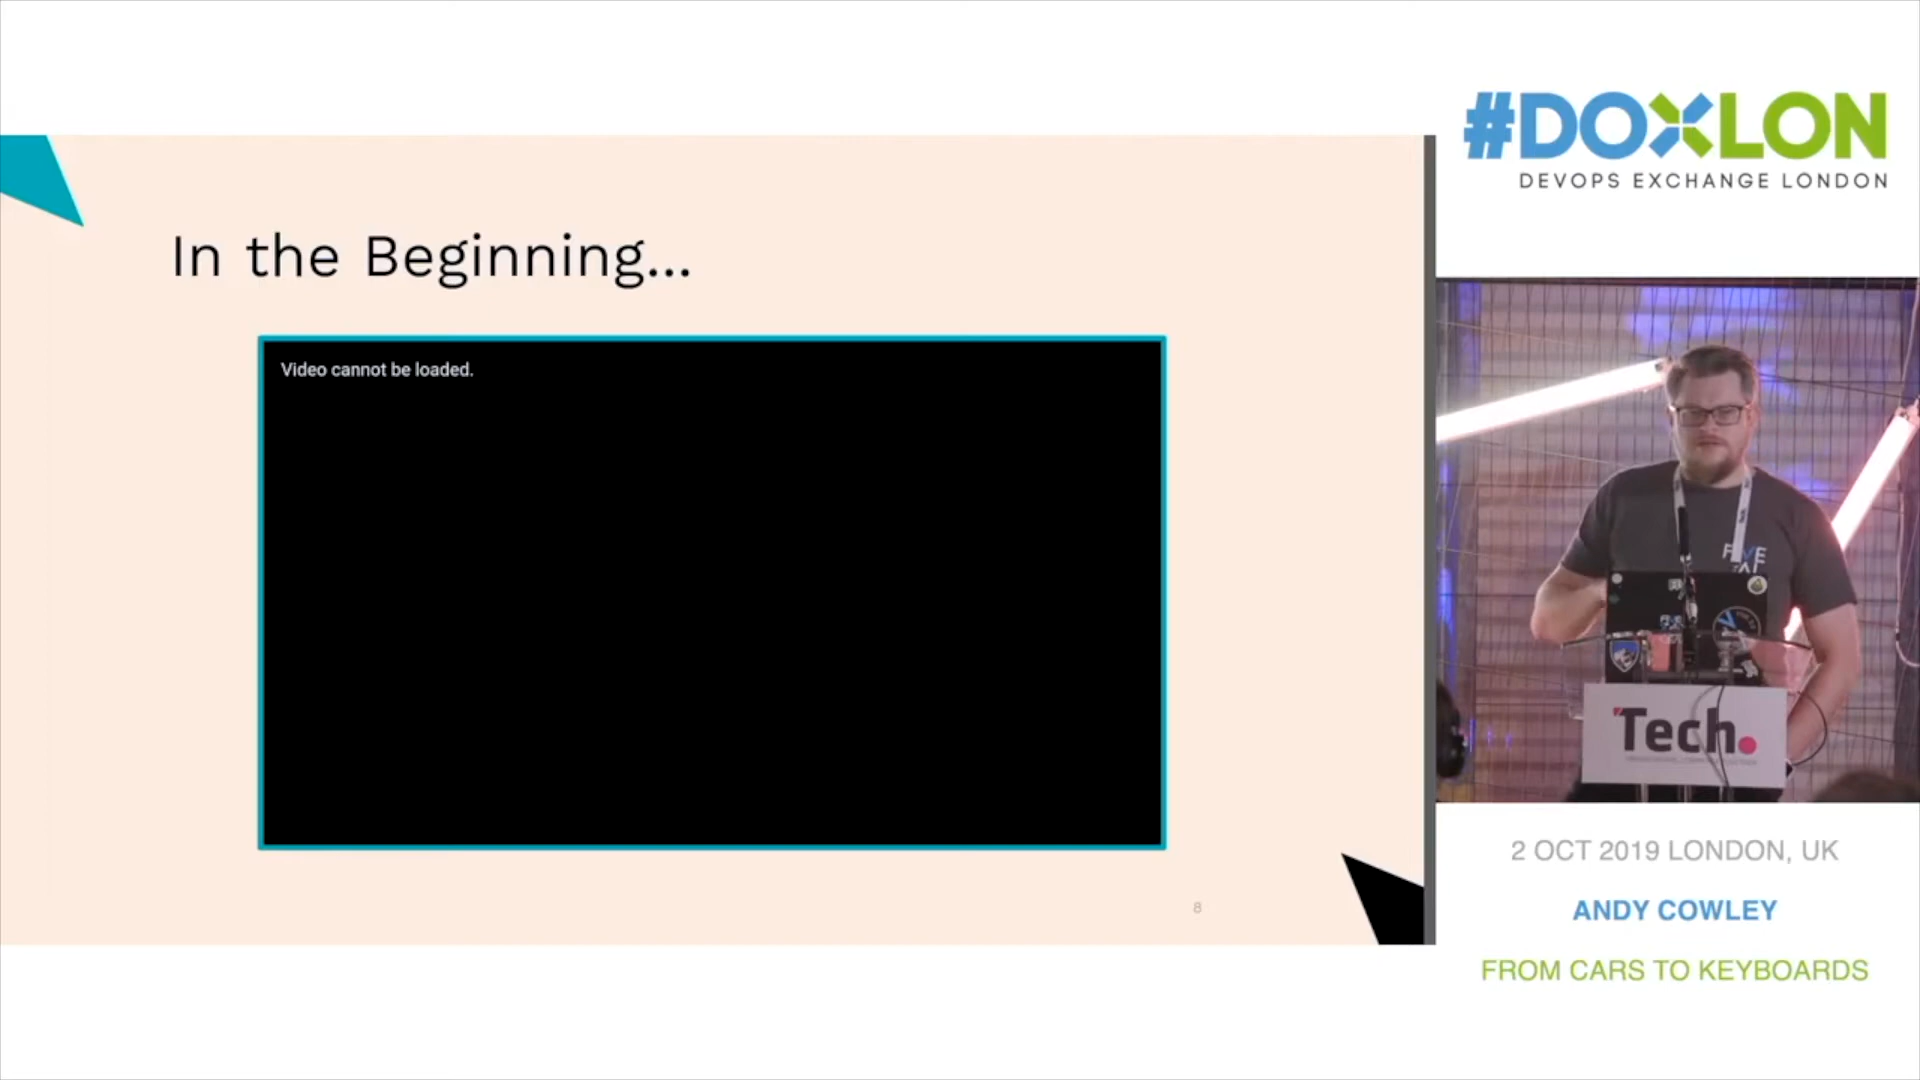 #DOXLON
DEVOPS EXCHANGE LONDON
In the Beginning...
Video cannot be loaded.
8
FIVE
Tech.
2 OCT 2019 LONDON, UK
ANDY COWLEY
FROM CARS TO KEYBOARDS